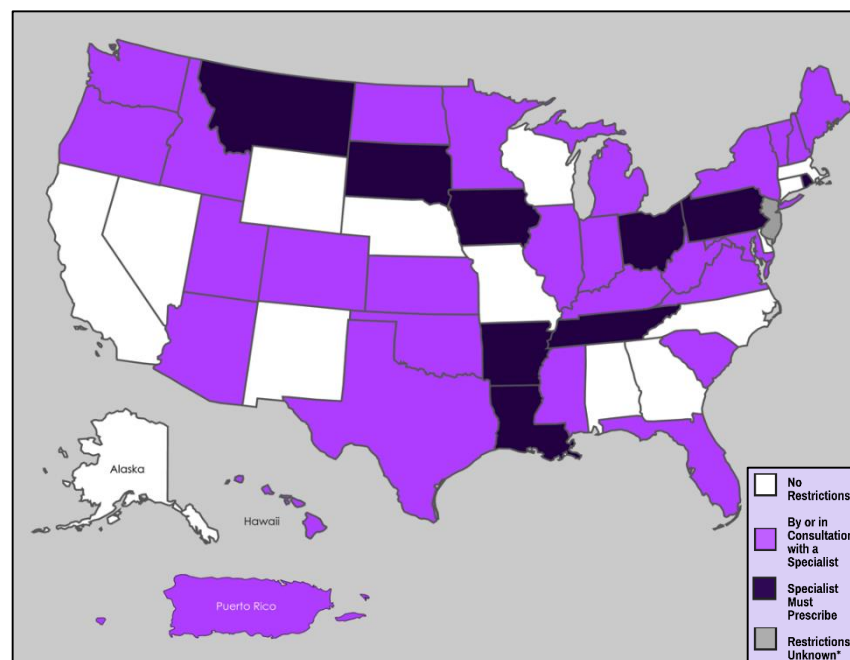 Alaska
Hawaii
Puerto Rico
No
Restrictions
By or in
Consultation
with a
Specialist
Specialist
Must
Prescribe
Restrictions
Unknown*